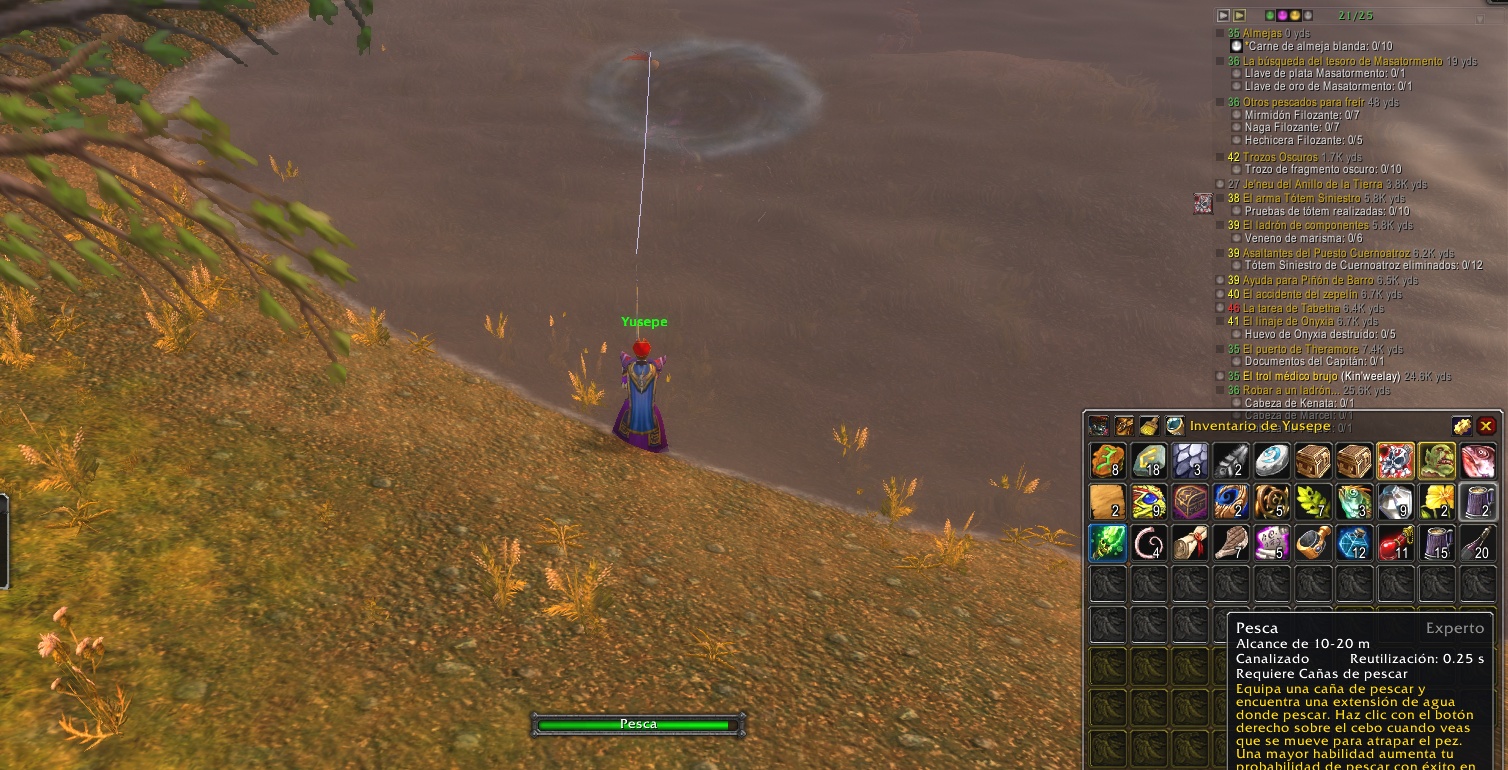 21/25
35 Almejas 0 yds
*Carne de almeja blanda: 0/10
36 La búsqueda del tesoro de Masatormento 19 yds
Llave de plata Masatormento: 0/1
Llave de oro de Masatormento: 0/1
36 Otros pescados para freír 48 yds
Mirmidón Filozante: 0/7
Naga Filozante: 0/7
Hechicera Filozante: 0/5
42 Trozos Oscuros 1.7K yds
Trozo de fragmento oscuro: 0/10
27 Je'neu del Anillo de la Tierra 3.8K yds
38 El arma Tótem Siniestro 5.8K yds
Pruebas de tótem realizadas: 0/10
39 El ladrón de componentes 5.8K yds
Veneno de marisma: 0/6
39 Asaltantes del Puesto Cuernoatroz 6.2K yds
Tótem Siniestro de Cuernoatroz eliminados: 0/12
39 Ayuda para Piñón de Barro 6.5K yds
40 El accidente del zepelín 6.7K yds
La tarea de Tabetha 6.4K yds
41 El linaje de Onyxia 6.7K yds
Huevo de Onyxia destruido: 0/5
35 El puerto de Theramore 7.4K yds
Documentos del Capitán: 0/1
35 El trol médico brujo (Kin'weelay) 24.6K yds
36 Robar a un ladrón... 25.6K yds
Cabeza de Kenata: 0/1
Cabeza de Marcel: 0/1
Yusepe
Inventario de Yusepe
8 18 3 2
2 9 2 5 7 3 9 2 2
4 7 5 12 11 15 20
Pesca Experto
Alcance de 10-20 m
Canalizado Reutilización: 0.25 s
Requiere Cañas de pescar
Equipa una caña de pescar y
encuentra una extensión de agua
donde pescar. Haz clic con el botón
derecho sobre el cebo cuando veas
que se mueve para atrapar el pez.
Una mayor habilidad aumenta tu
probabilidad de pescar con éxito en
Pesca